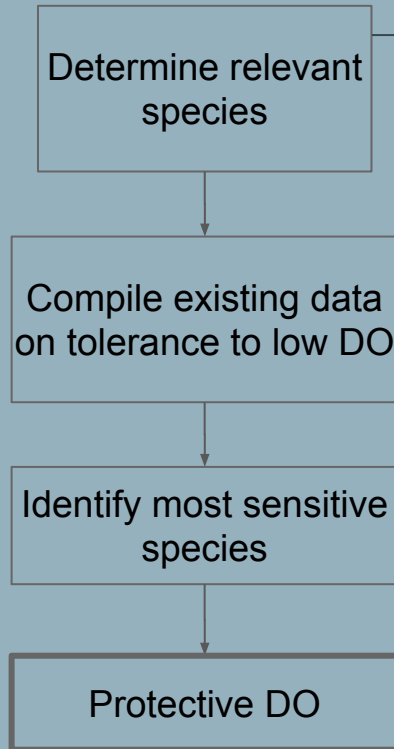 Determine relevant
species
Compile existing data
on tolerance to low DO
Identify most sensitive
species
Protective DO